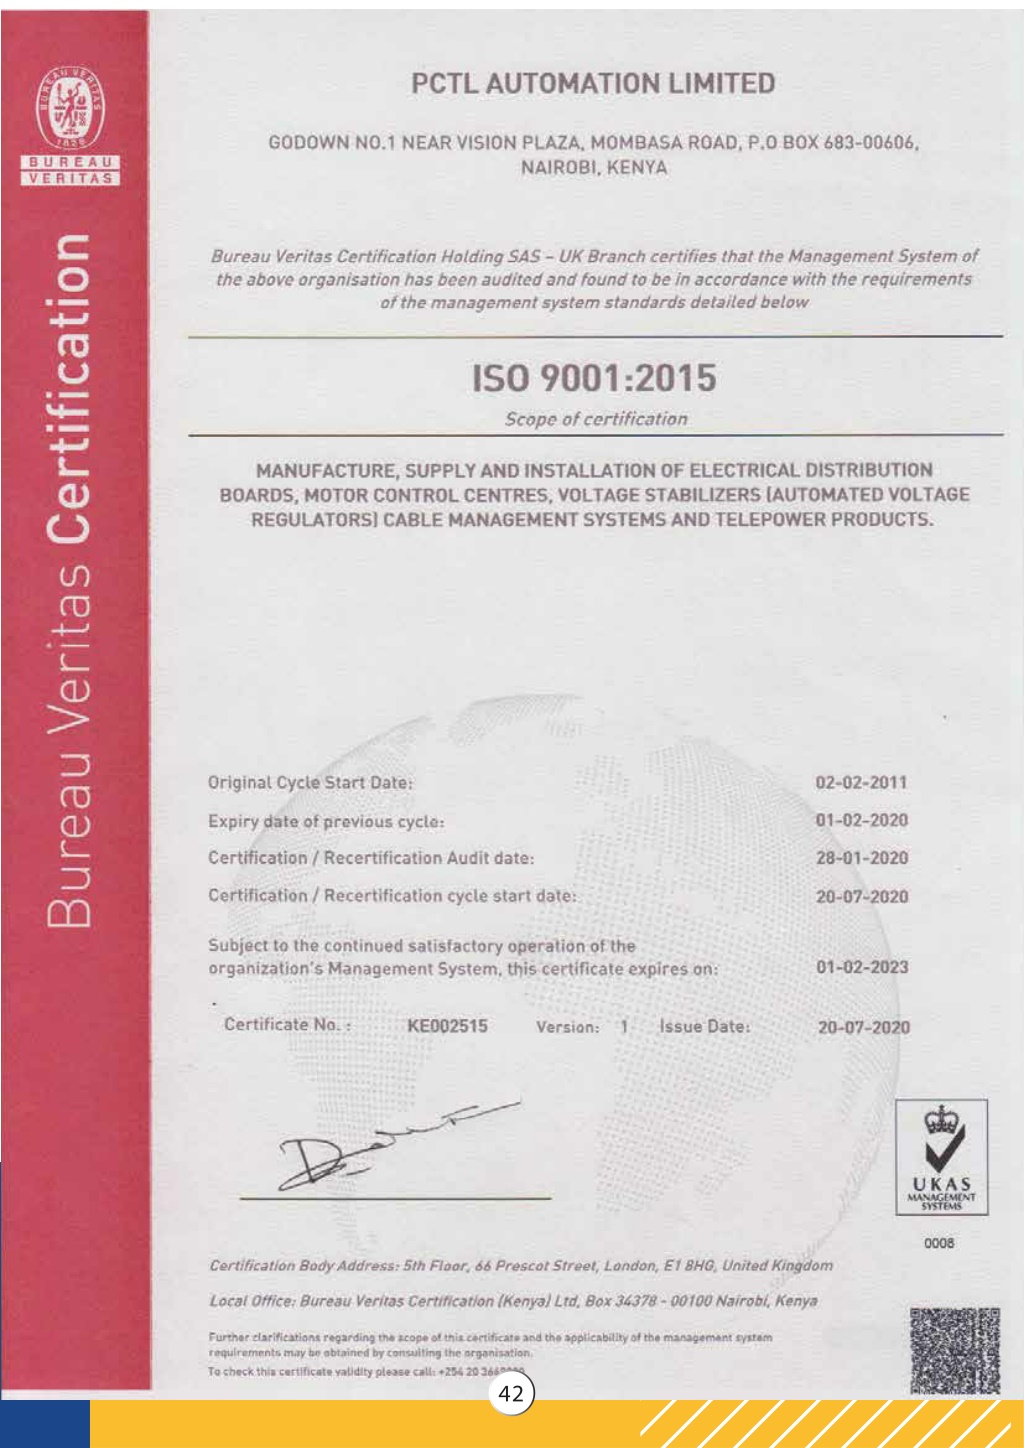 PCTL AUTOMATION LIMITED
GODOWN NO.1 NEAR VISION PLAZA, MOMBASA ROAD, P.O BOX 683-00606,
NAIROBI, KENYA
BUREAU VERITAS
1828
BUREAU
VERITAS
Bureau Veritas Certification
Bureau Veritas Certification Holding SAS – UK Branch certifies that the Management System of
the above organisation has been audited and found to be in accordance with the requirements
of the management system standards detailed below
ISO 9001:2015
Scope of certification
MANUFACTURE, SUPPLY AND INSTALLATION OF ELECTRICAL DISTRIBUTION
BOARDS, MOTOR CONTROL CENTRES, VOLTAGE STABILIZERS (AUTOMATED VOLTAGE
REGULATORS) CABLE MANAGEMENT SYSTEMS AND TELEPOWER PRODUCTS.
Original Cycle Start Date: 02-02-2011
Expiry date of previous cycle: 01-02-2020
Certification / Recertification Audit date: 28-01-2020
Certification / Recertification cycle start date: 20-07-2020
Subject to the continued satisfactory operation of the
organization's Management System, this certificate expires on: 01-02-2023
Certificate No. : KE002515 Version: 1 Issue Date: 20-07-2020
UKAS
MANAGEMENT
SYSTEMS
0008
Certification Body Address: 5th Floor, 66 Prescot Street, London, E1 8HG, United Kingdom
Local Office: Bureau Veritas Certification (Kenya) Ltd, Box 34378 - 00100 Nairobi, Kenya
Further clarifications regarding the scope of this certificate and the applicability of the management system
requirements may be obtained by consulting the organisation.
To check this certificate validity please call: +254 20
42